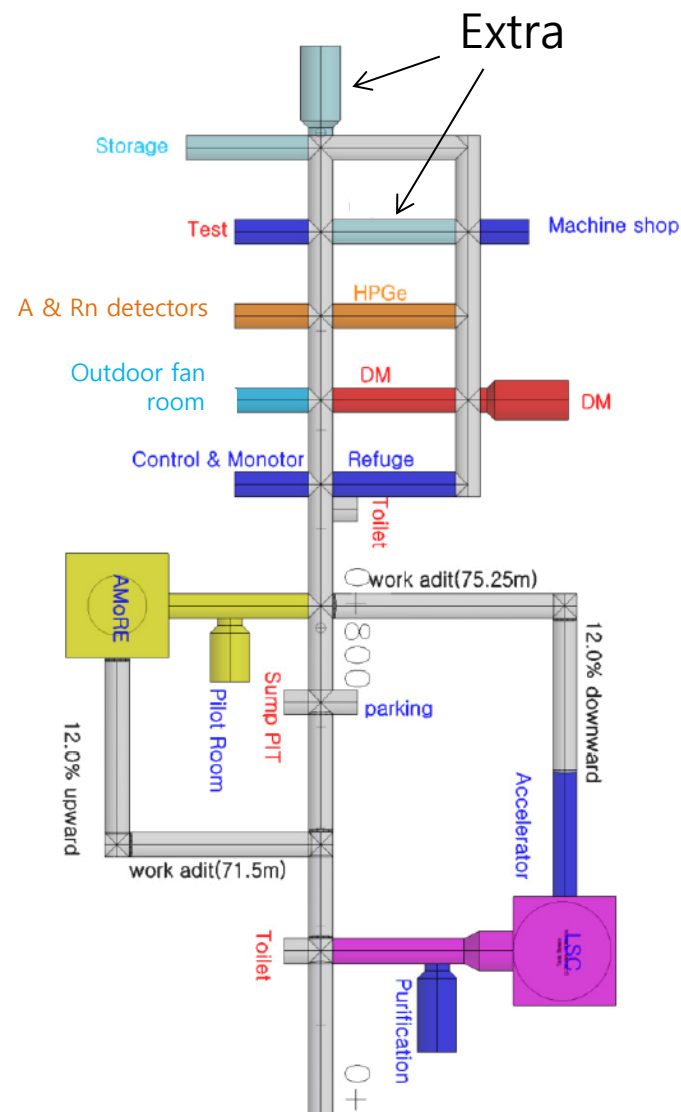 Extra
Storage
Test
Machine shop
HPGe
A & Rn detectors
Outdoor fan
room
DM
DM
Control & Monotor
Refuge
Toilet
work adit(75.25m)
AMoRE
0+800
12.0% downward
Pilot Room
Sump PIT
parking
12.0% upward
Accelerator
work adit(71.5m)
Toilet
LSC
Purification
0+